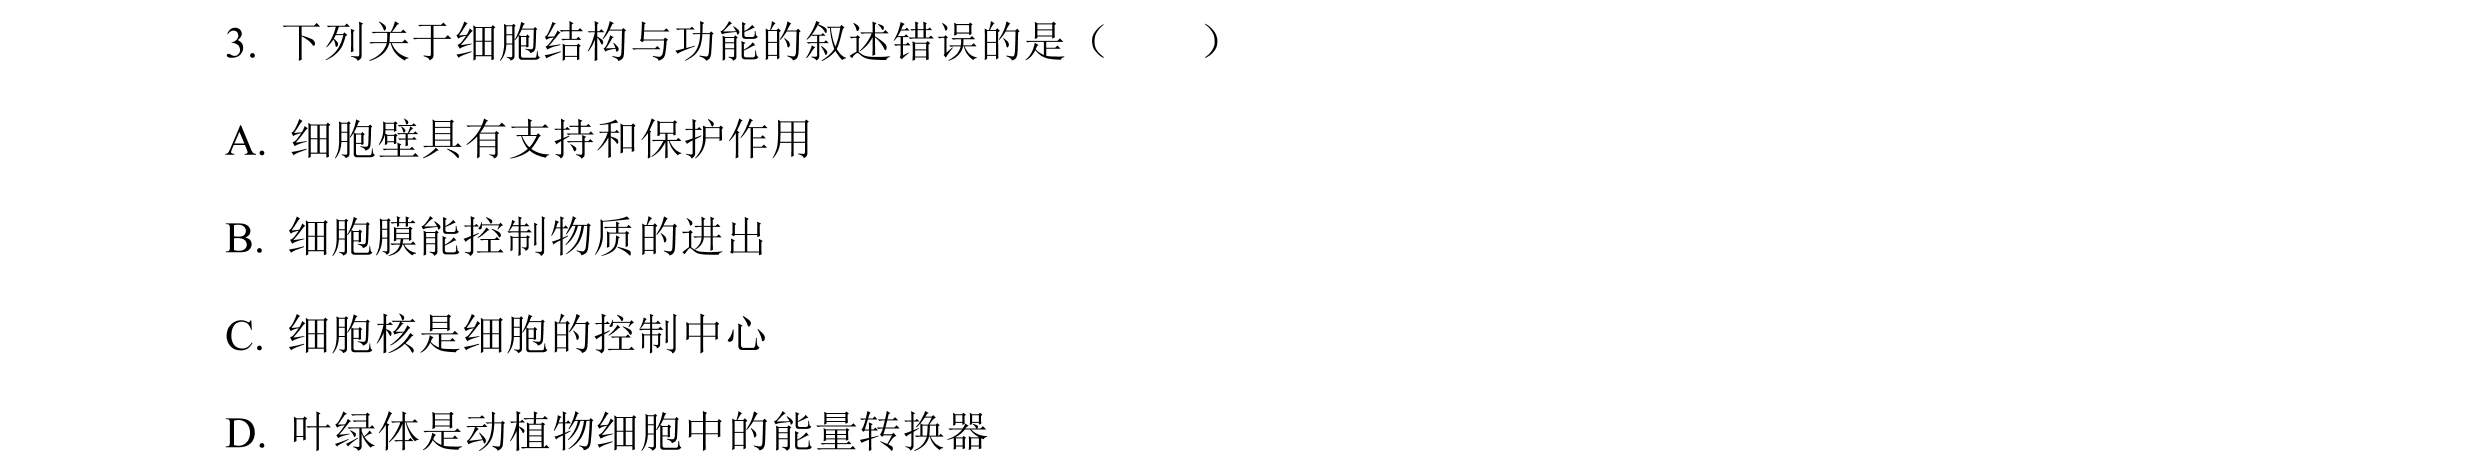 3. 下列关于细胞结构与功能的叙述错误的是（　　）
A. 细胞壁具有支持和保护作用
B. 细胞膜能控制物质的进出
C. 细胞核是细胞的控制中心
D. 叶绿体是动植物细胞中的能量转换器